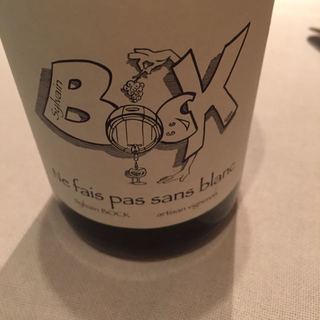 Sylvain
BOcK
Ne fais pas sans blanc
Sylvain BOCK artisan vigneron